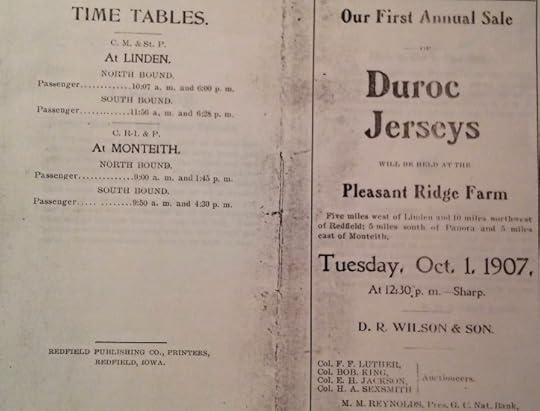 TIME TABLES.
C. M. & St. P.
At LINDEN.
NORTH BOUND.
Passenger.............10:07 a. m. and 6:00 p. m.
SOUTH BOUND.
Passenger.............11:56 a. m. and 6:28 p. m.
C. R-I. & P.
At MONTEITH.
NORTH BOUND.
Passenger.............9:00 a. m. and 1:45 p. m.
SOUTH BOUND.
Passenger..... ........9:50 a. m. and 4:30 p. m.
REDFIELD PUBLISHING CO., PRINTERS,
REDFIELD, IOWA.
Our First Annual Sale
OF
Duroc
Jerseys
WILL BE HELD AT THE
Pleasant Ridge Farm
Five miles west of Linden and 10 miles northwest
of Redfield; 5 miles south of Panora and 5 miles
east of Monteith,
Tuesday, Oct. 1, 1907,
At 12:30 p. m.—Sharp.
D. R. WILSON & SON.
Col. F. F. LUTHER,
Col. BOB. KING,
Col. E. H. JACKSON,
Col. H. A. SEXSMITH
Auctioneers.
M. M. REYNOLDS, Pres. G. C. Nat. Bank,